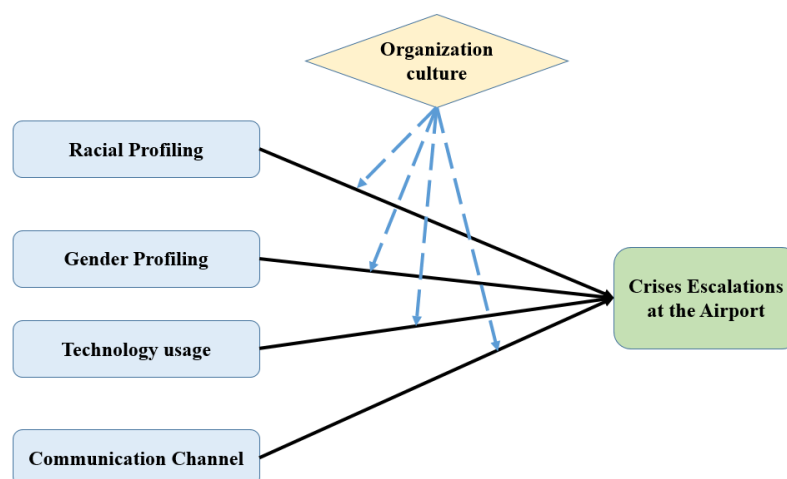 Organization
culture
Racial Profiling
Gender Profiling
Technology usage
Communication Channel
Crises Escalations
at the Airport